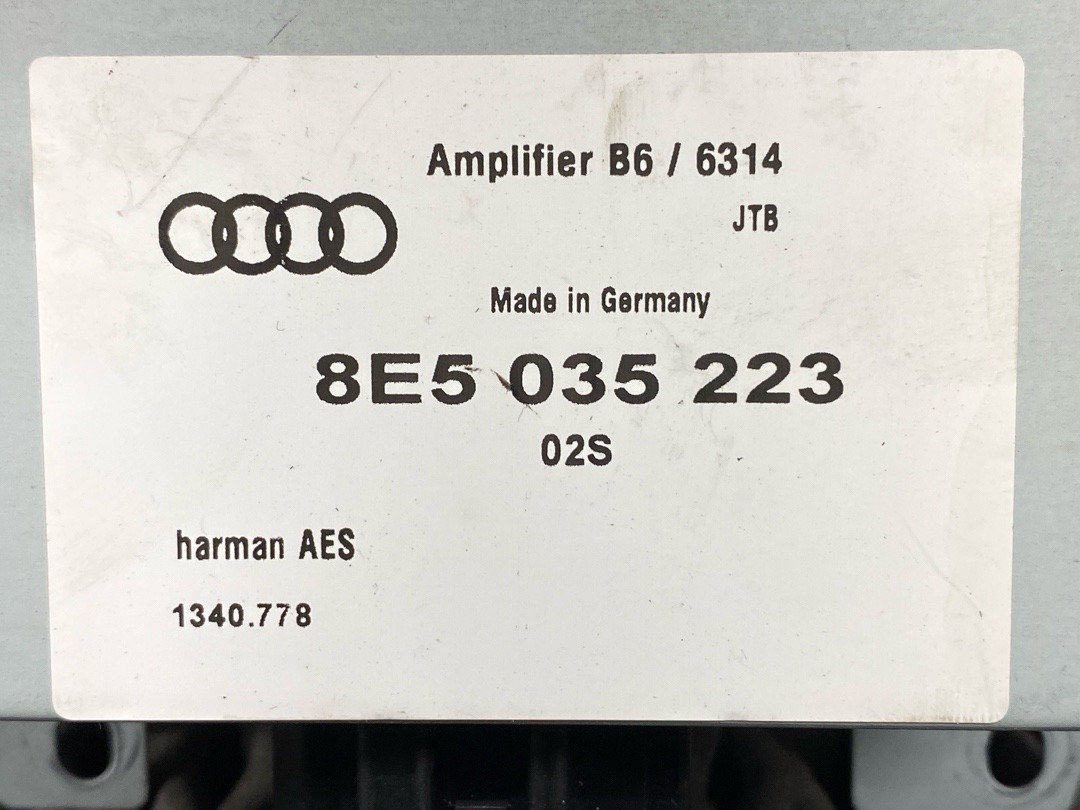 Amplifier B6 / 6314
JTB
Made in Germany
8E5 035 223
02S
harman AES
1340.778